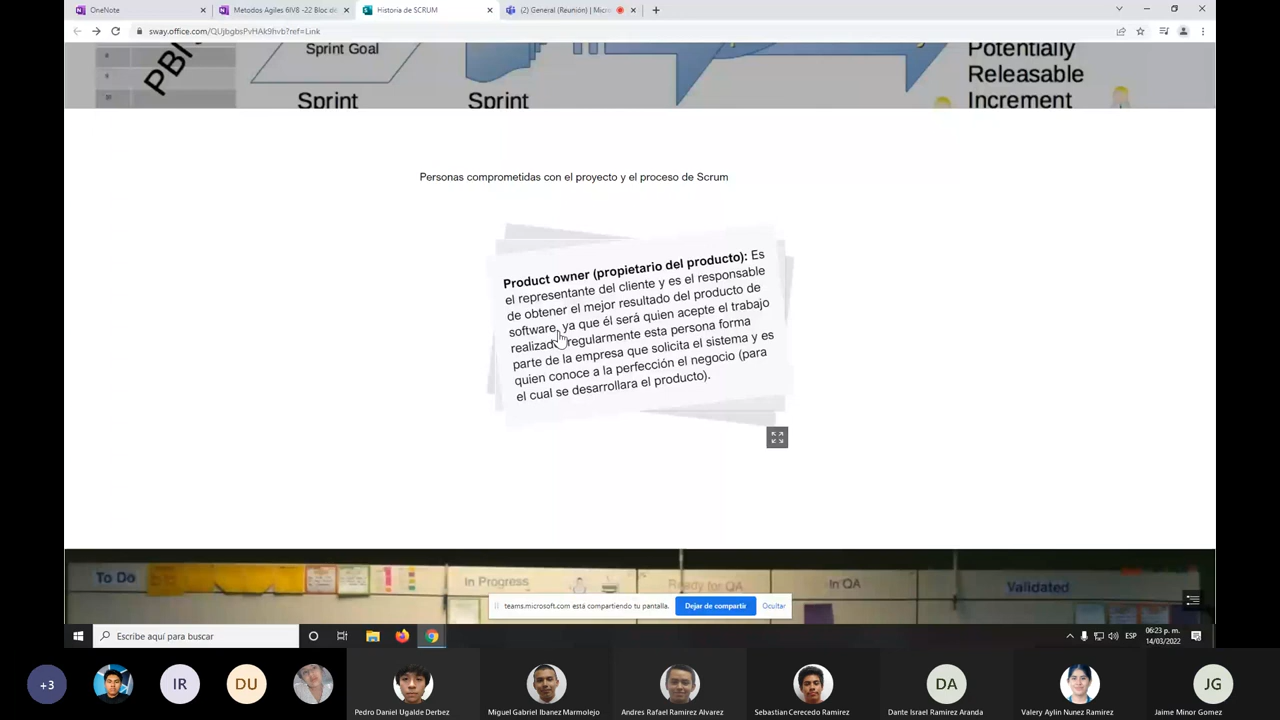 OneNote
Metodos Agiles 6IV8 -22 Bloc de
Historia de SCRUM
(2) General (Reunión) | Micro
sway.office.com/QUjbgbsPvHAk9hvb?ref=Link
PBI
Sprint Goal
Sprint
Sprint
Potentially
Releasable
Increment
Personas comprometidas con el proyecto y el proceso de Scrum
Product owner (propietario del producto): Es
el representante del cliente y es el responsable
de obtener el mejor resultado del producto de
software, ya que él será quien acepte el trabajo
realizado regularmente esta persona forma
parte de la empresa que solicita el sistema y es
quien conoce a la perfección el negocio (para
el cual se desarrollara el producto).
To Do
In Progress
Ready for QA
In QA
Validated
teams.microsoft.com está compartiendo tu pantalla.
Dejar de compartir
Ocultar
Escribe aquí para buscar
ESP
06:23 p. m.
14/03/2022
+3
IR
DU
Pedro Daniel Ugalde Derbez
Miguel Gabriel Ibanez Marmolejo
Andres Rafael Ramirez Alvarez
Sebastian Cerecedo Ramirez
DA
Dante Israel Ramirez Aranda
Valery Aylin Nunez Ramirez
JG
Jaime Minor Gomez